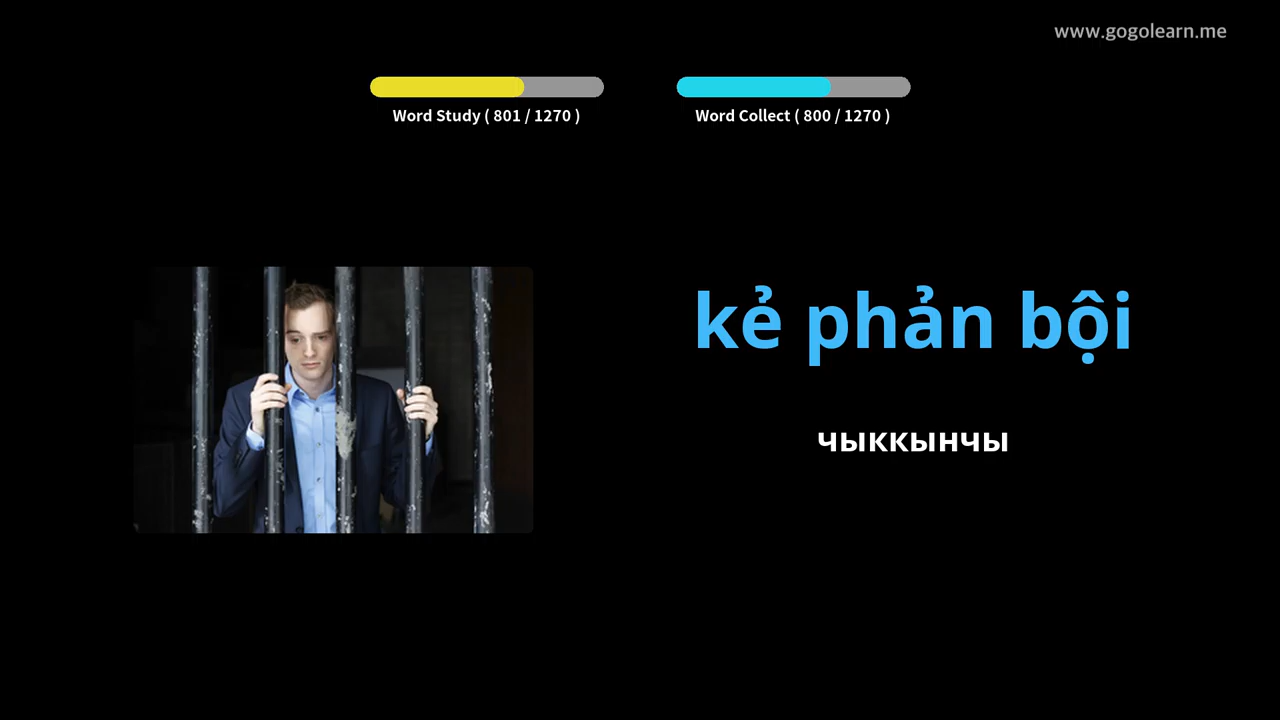 www.gogolearn.me
Word Study ( 801 / 1270 )
Word Collect ( 800 / 1270 )
kẻ phản bội
чыккынчы